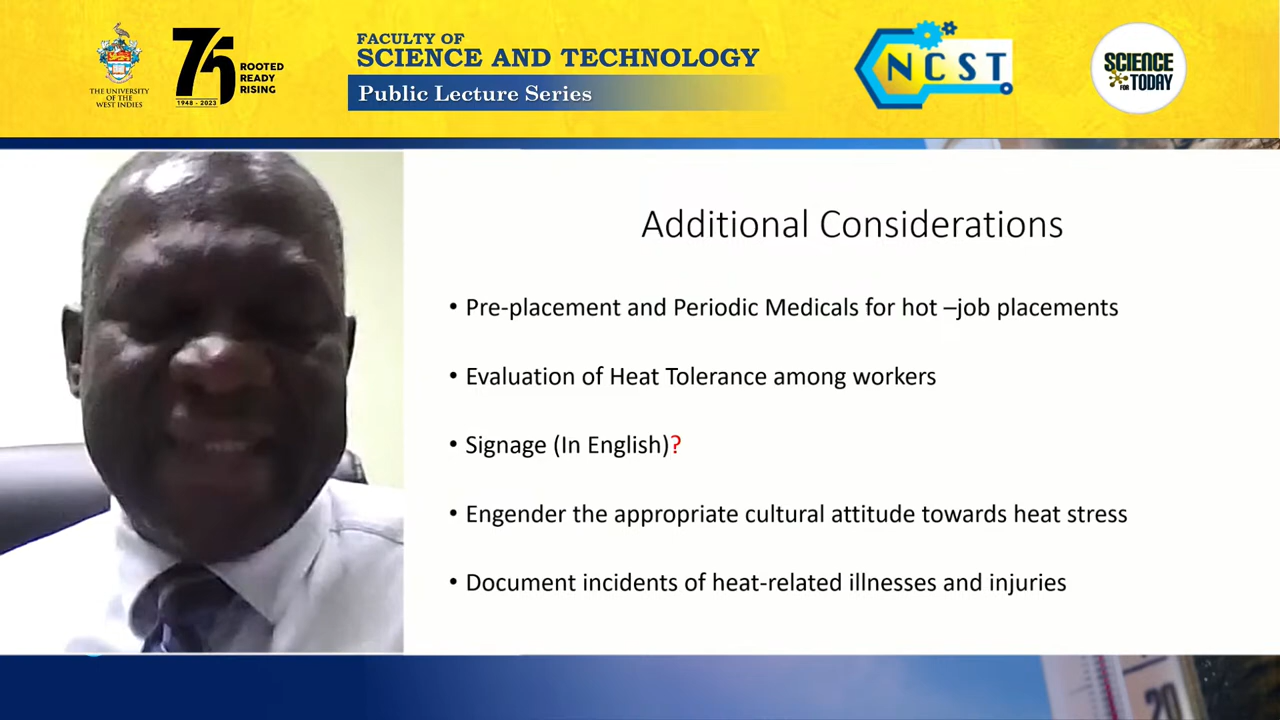 THE UNIVERSITY
OF THE
WEST INDIES
75
1948 - 2023
ROOTED
READY
RISING
FACULTY OF
SCIENCE AND TECHNOLOGY
Public Lecture Series
NCST
SCIENCE
FOR TODAY
Additional Considerations
• Pre-placement and Periodic Medicals for hot –job placements
• Evaluation of Heat Tolerance among workers
• Signage (In English)?
• Engender the appropriate cultural attitude towards heat stress
• Document incidents of heat-related illnesses and injuries
20